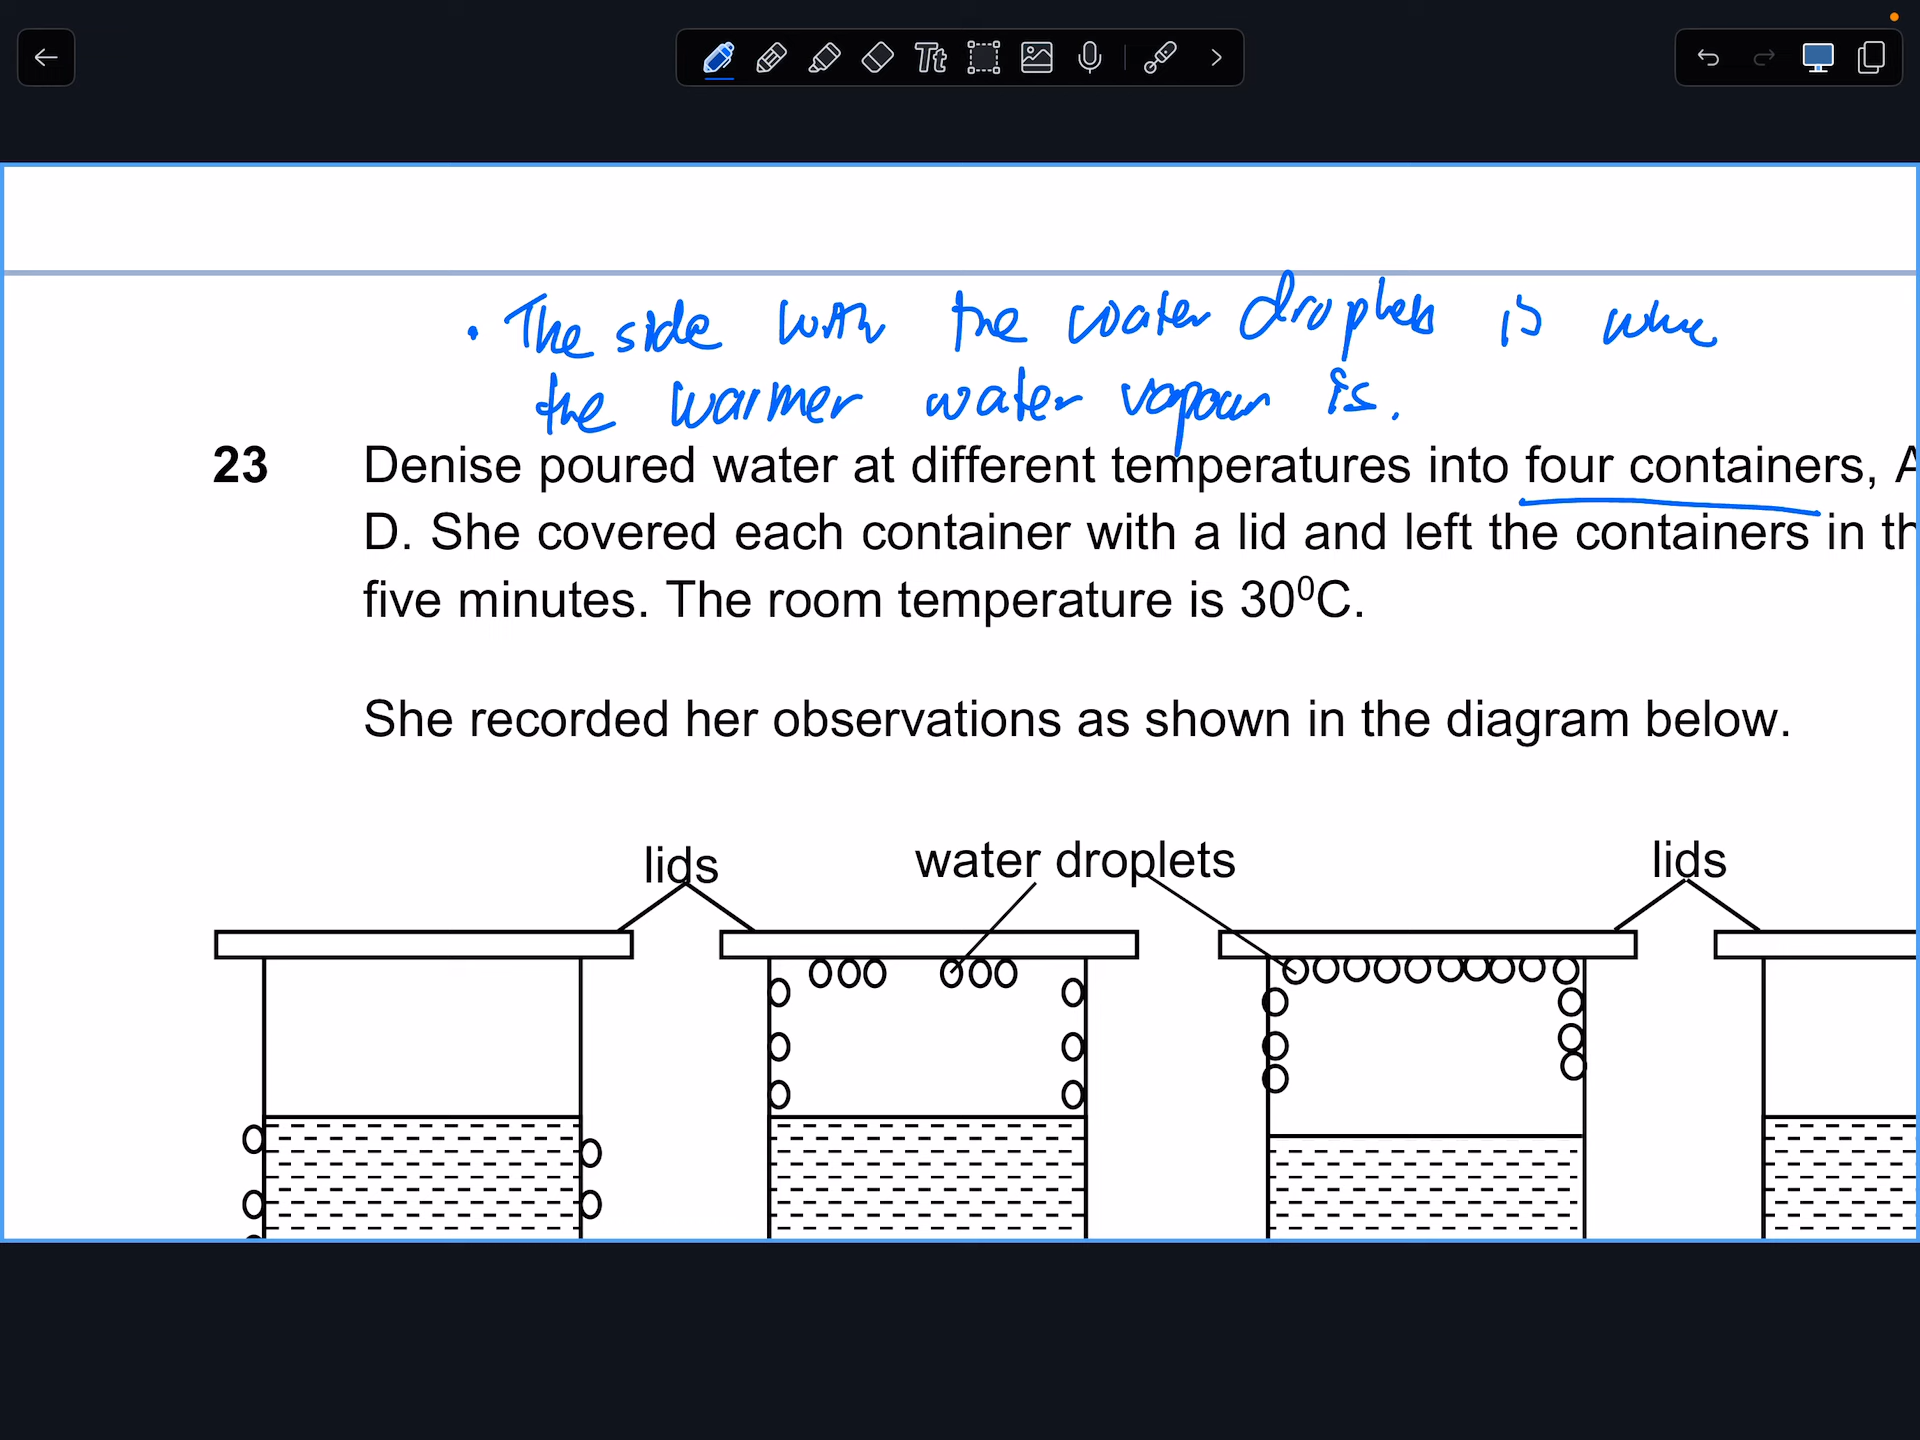 Tt
• The side with the water droplets is where
the warmer water vapour is.
23 Denise poured water at different temperatures into four containers, A
D. She covered each container with a lid and left the containers in th
five minutes. The room temperature is 30⁰C.
She recorded her observations as shown in the diagram below.
lids water droplets lids